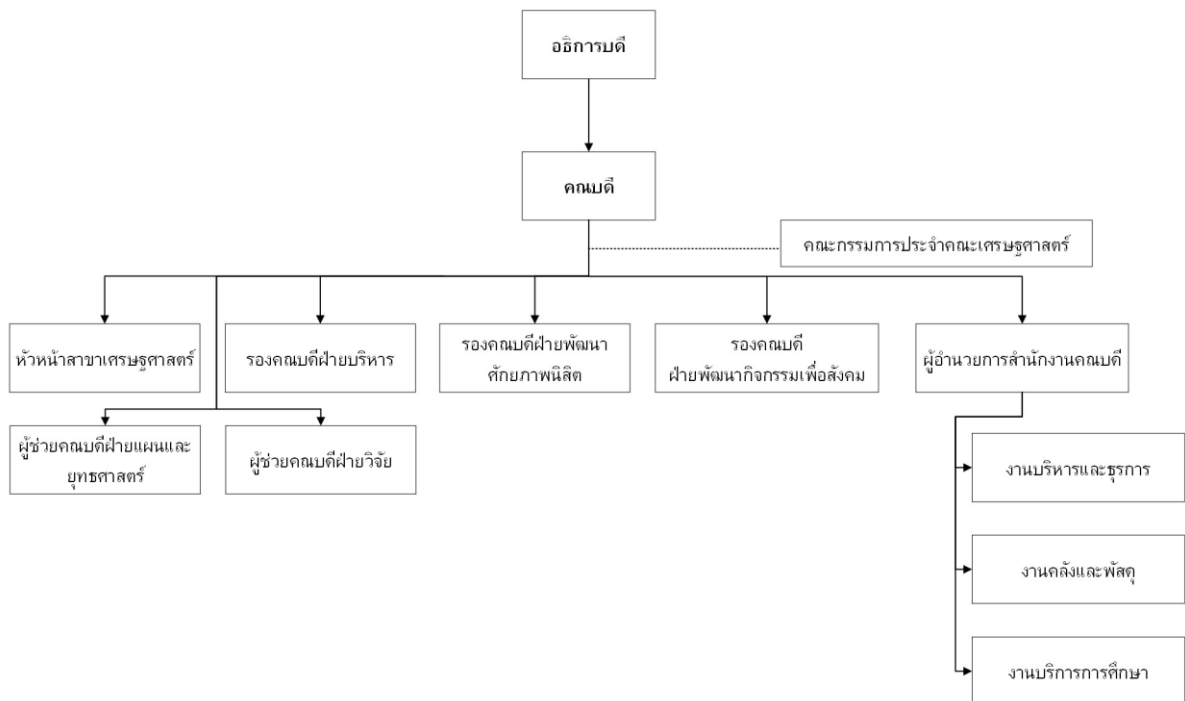 อธิการบดี
คณบดี
คณะกรรมการประจำคณะเศรษฐศาสตร์
หัวหน้าสาขาเศรษฐศาสตร์
รองคณบดีฝ่ายบริหาร
รองคณบดีฝ่ายพัฒนา
ศักยภาพนิสิต
รองคณบดี
ฝ่ายพัฒนากิจกรรมเพื่อสังคม
ผู้อำนวยการสำนักงานคณบดี
ผู้ช่วยคณบดีฝ่ายแผนและ
ยุทธศาสตร์
ผู้ช่วยคณบดีฝ่ายวิจัย
งานบริหารและธุรการ
งานคลังและพัสดุ
งานบริการการศึกษา